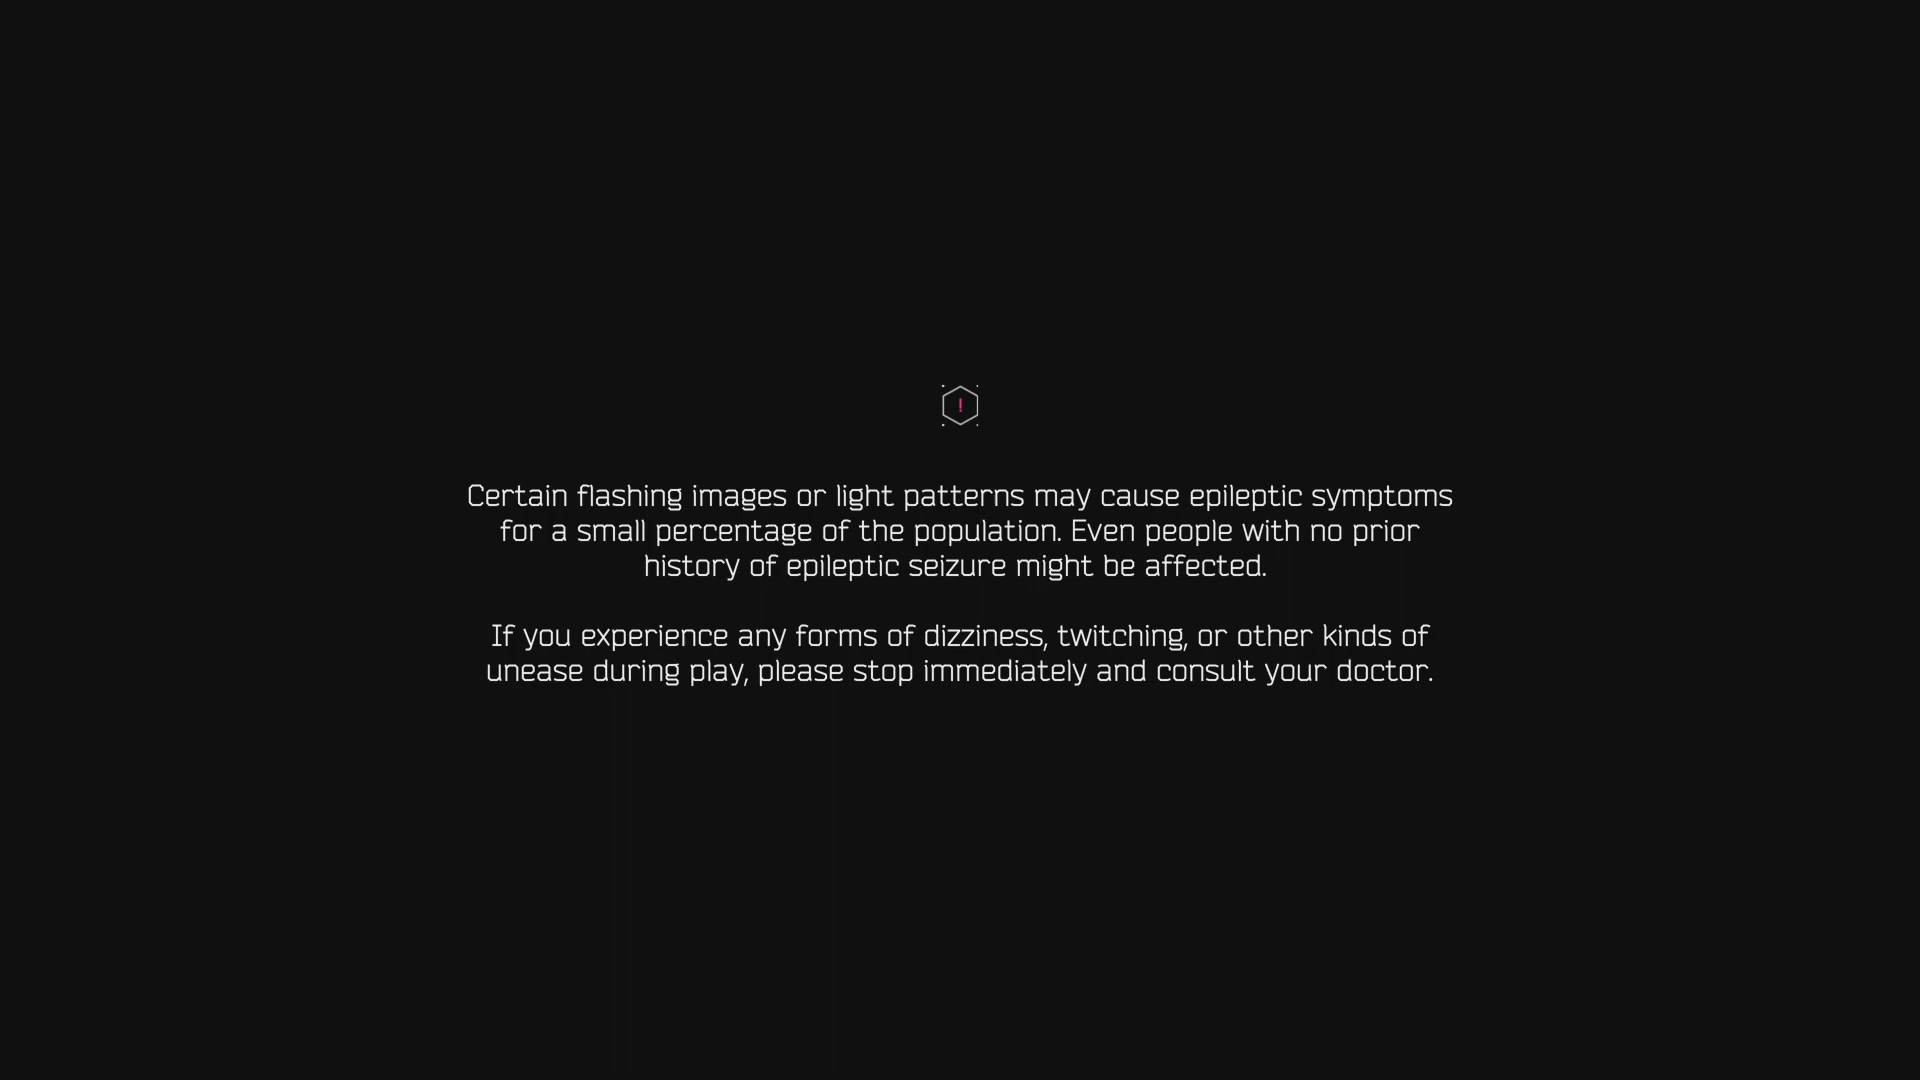 !
Certain flashing images or light patterns may cause epileptic symptoms
for a small percentage of the population. Even people with no prior
history of epileptic seizure might be affected.
If you experience any forms of dizziness, twitching, or other kinds of
unease during play, please stop immediately and consult your doctor.